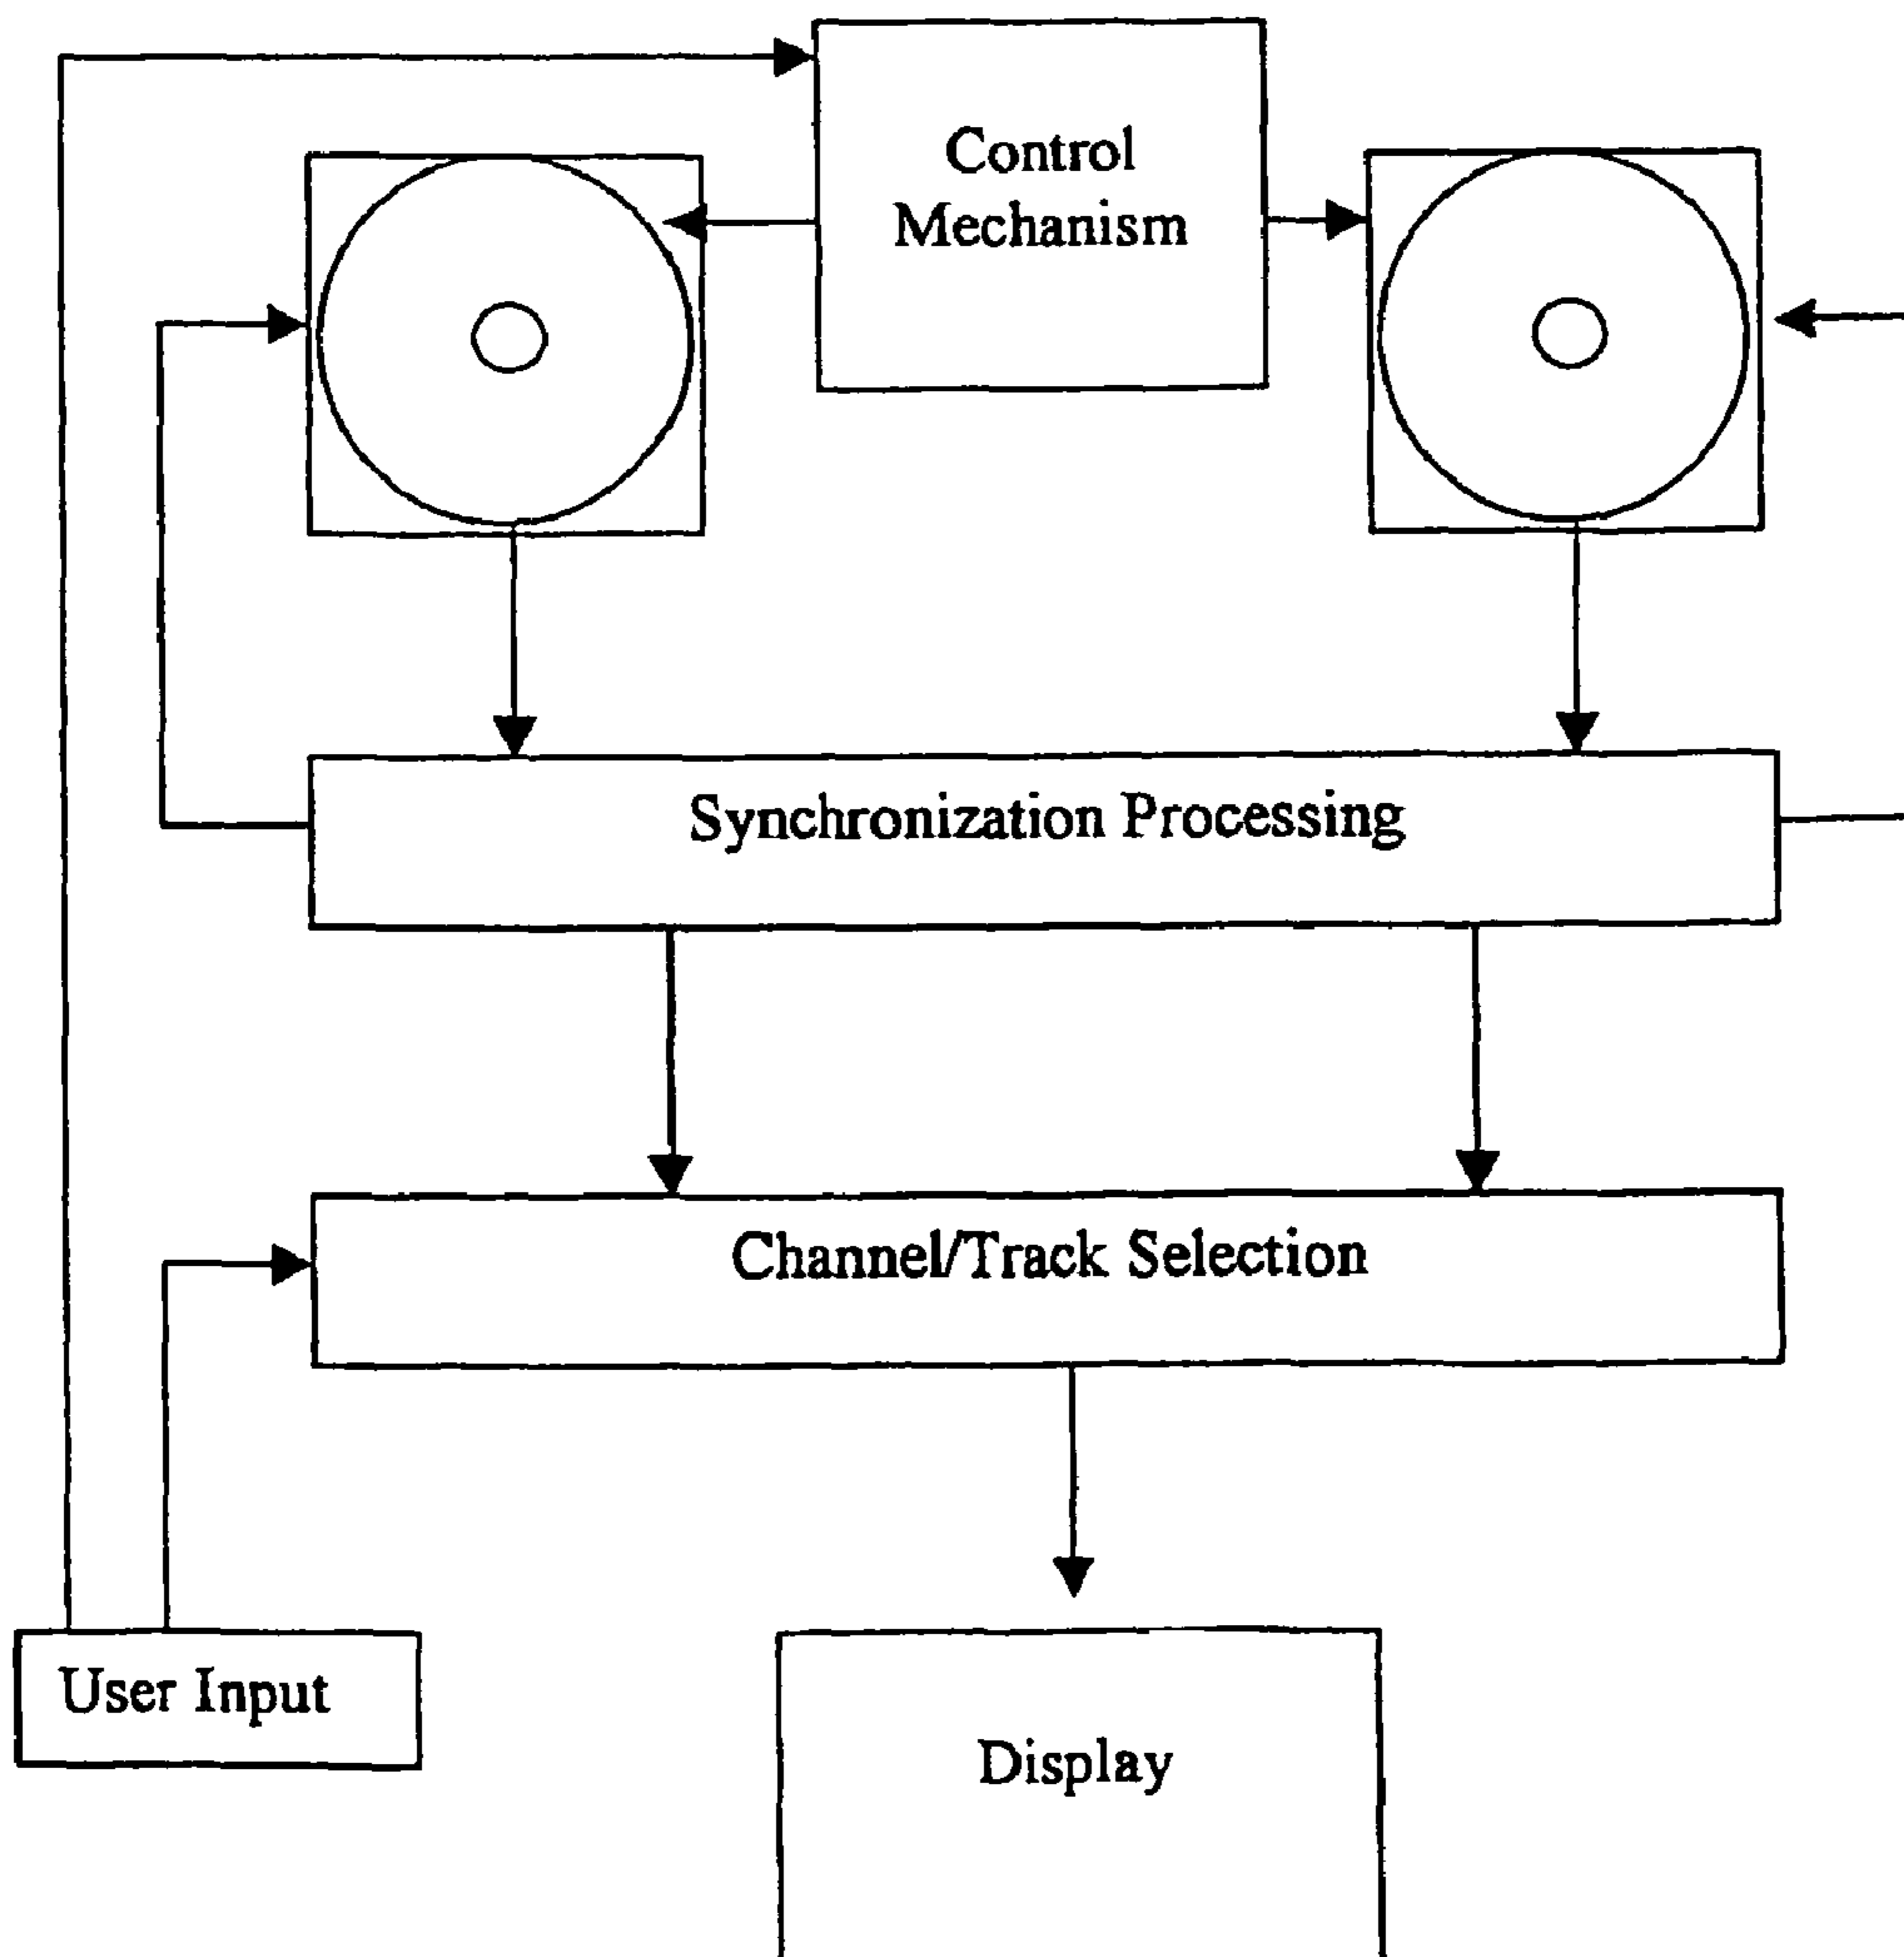 Control
Mechanism
Synchronization Processing
Channel/Track Selection
User Input
Display